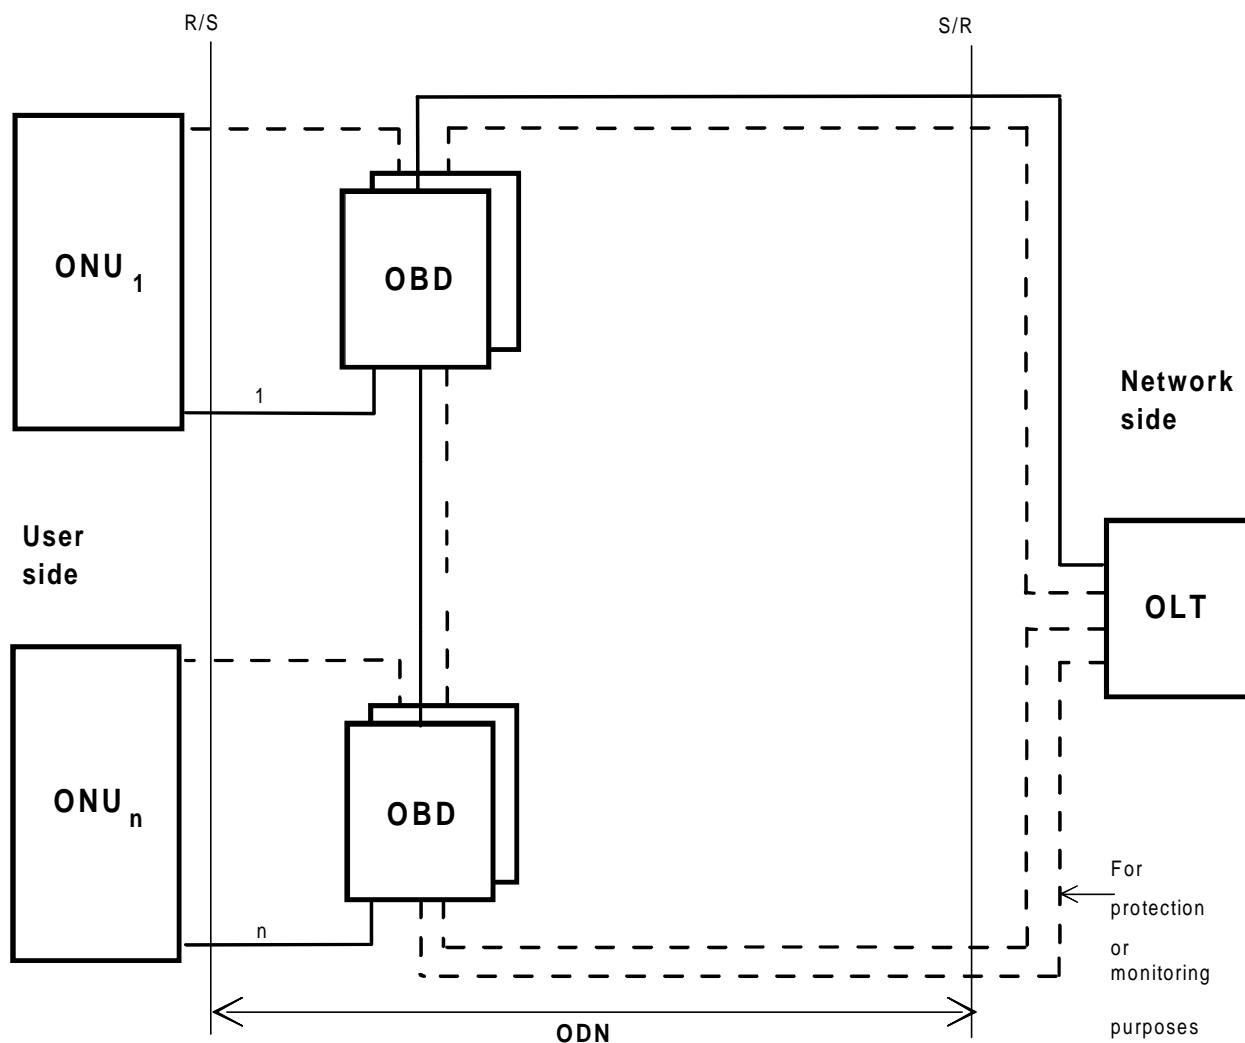 R/S
S/R
ONU 1
OBD
1
Network
side
User
side
OLT
ONU n
OBD
n
For
protection
or
monitoring
purposes
ODN